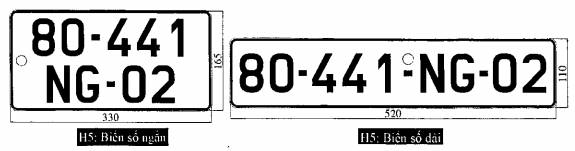 80-441
NG-02
165
330
H5: Biển số ngắn
80-441-NG-02
110
520
H5: Biển số dài